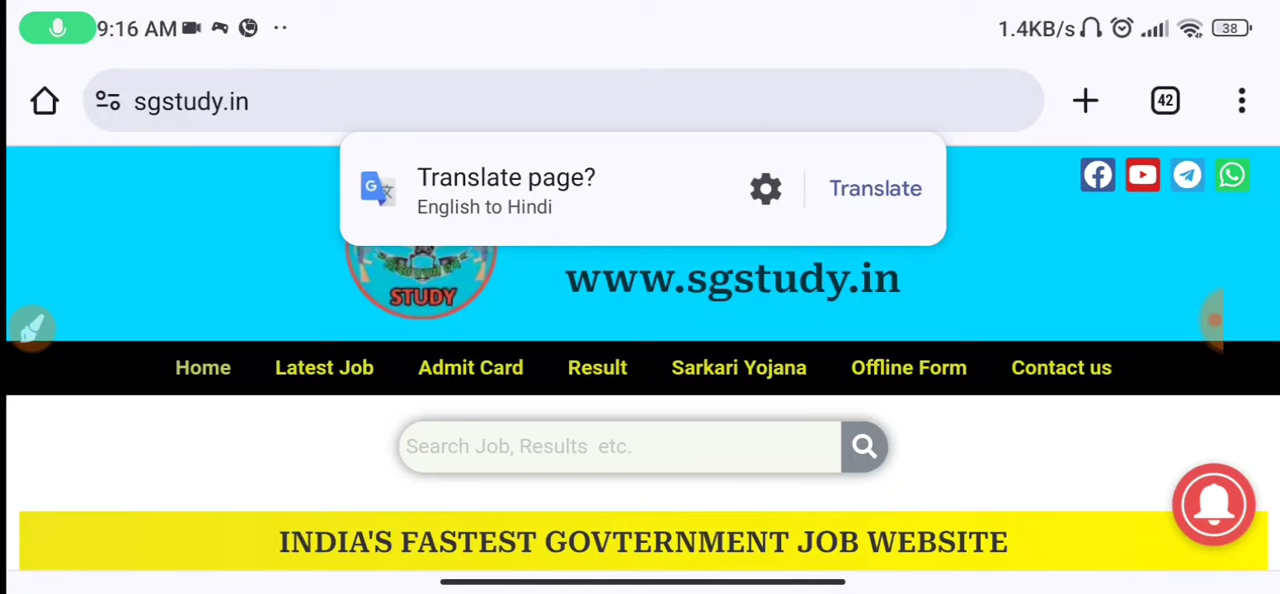 9:16 AM
1.4KB/s
38
sgstudy.in
42
Translate page?
English to Hindi
Translate
STUDY
www.sgstudy.in
Home Latest Job Admit Card Result Sarkari Yojana Offline Form Contact us
Search Job, Results etc.
INDIA'S FASTEST GOVTERNMENT JOB WEBSITE